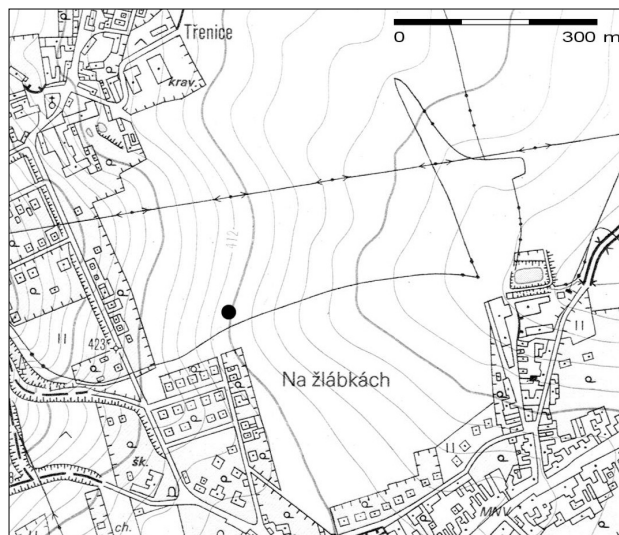 Třenice
krav.
0 300 m
412
423
Na žlábkách
šk.
MNV
ch.